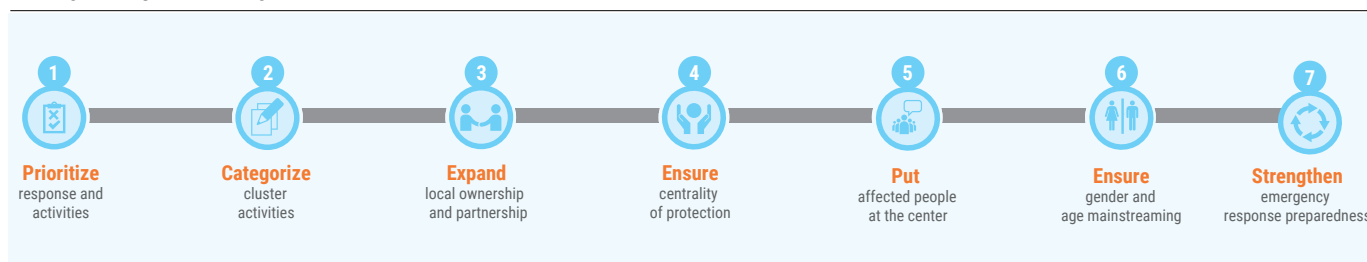 1
Prioritize
response and
activities
2
Categorize
cluster
activities
3
Expand
local ownership
and partnership
4
Ensure
centrality
of protection
5
Put
affected people
at the center
6
Ensure
gender and
age mainstreaming
7
Strengthen
emergency
response preparedness